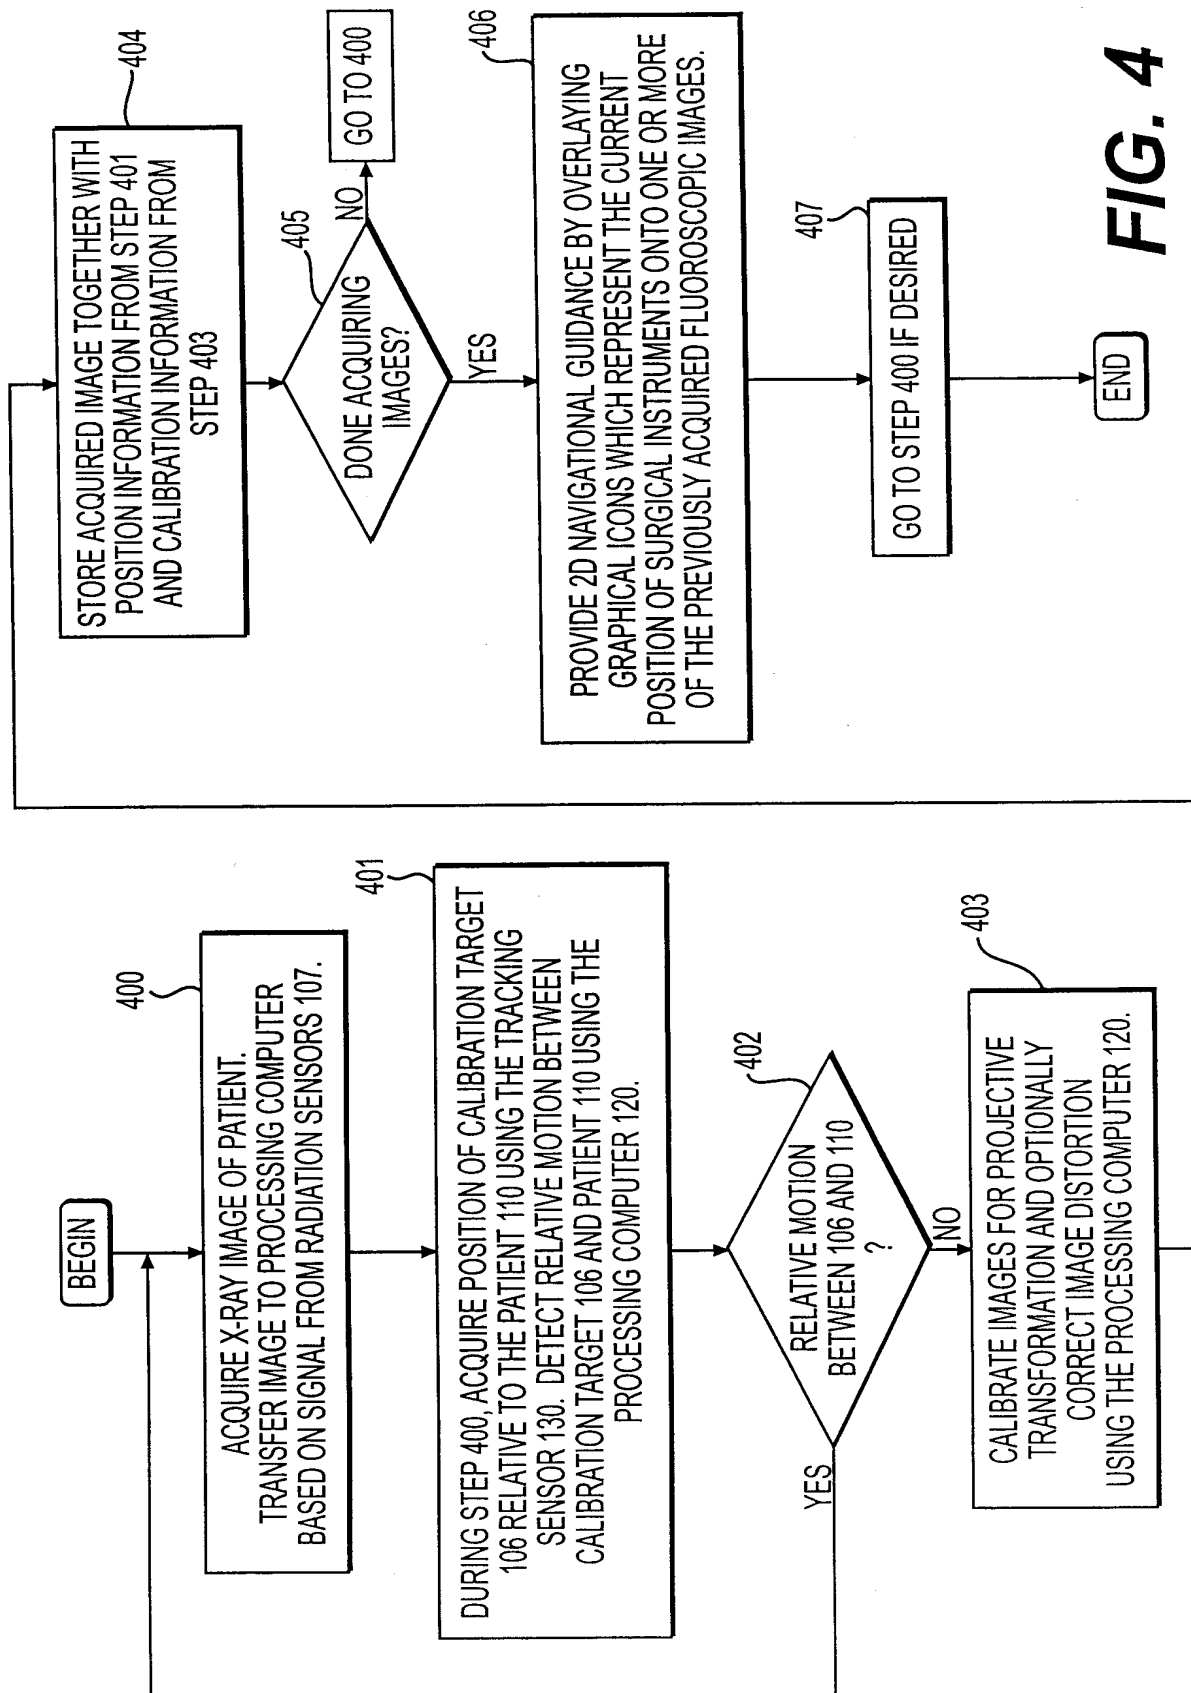 BEGIN
400
ACQUIRE X-RAY IMAGE OF PATIENT.
TRANSFER IMAGE TO PROCESSING COMPUTER
BASED ON SIGNAL FROM RADIATION SENSORS 107.
401
DURING STEP 400, ACQUIRE POSITION OF CALIBRATION TARGET
106 RELATIVE TO THE PATIENT 110 USING THE TRACKING
SENSOR 130. DETECT RELATIVE MOTION BETWEEN
CALIBRATION TARGET 106 AND PATIENT 110 USING THE
PROCESSING COMPUTER 120.
402
RELATIVE MOTION
BETWEEN 106 AND 110
?
YES
NO
403
CALIBRATE IMAGES FOR PROJECTIVE
TRANSFORMATION AND OPTIONALLY
CORRECT IMAGE DISTORTION
USING THE PROCESSING COMPUTER 120.
404
STORE ACQUIRED IMAGE TOGETHER WITH
POSITION INFORMATION FROM STEP 401
AND CALIBRATION INFORMATION FROM
STEP 403
405
DONE ACQUIRING
IMAGES?
NO
GO TO 400
YES
406
PROVIDE 2D NAVIGATIONAL GUIDANCE BY OVERLAYING
GRAPHICAL ICONS WHICH REPRESENT THE CURRENT
POSITION OF SURGICAL INSTRUMENTS ONTO ONE OR MORE
OF THE PREVIOUSLY ACQUIRED FLUOROSCOPIC IMAGES.
407
GO TO STEP 400 IF DESIRED
END
FIG. 4